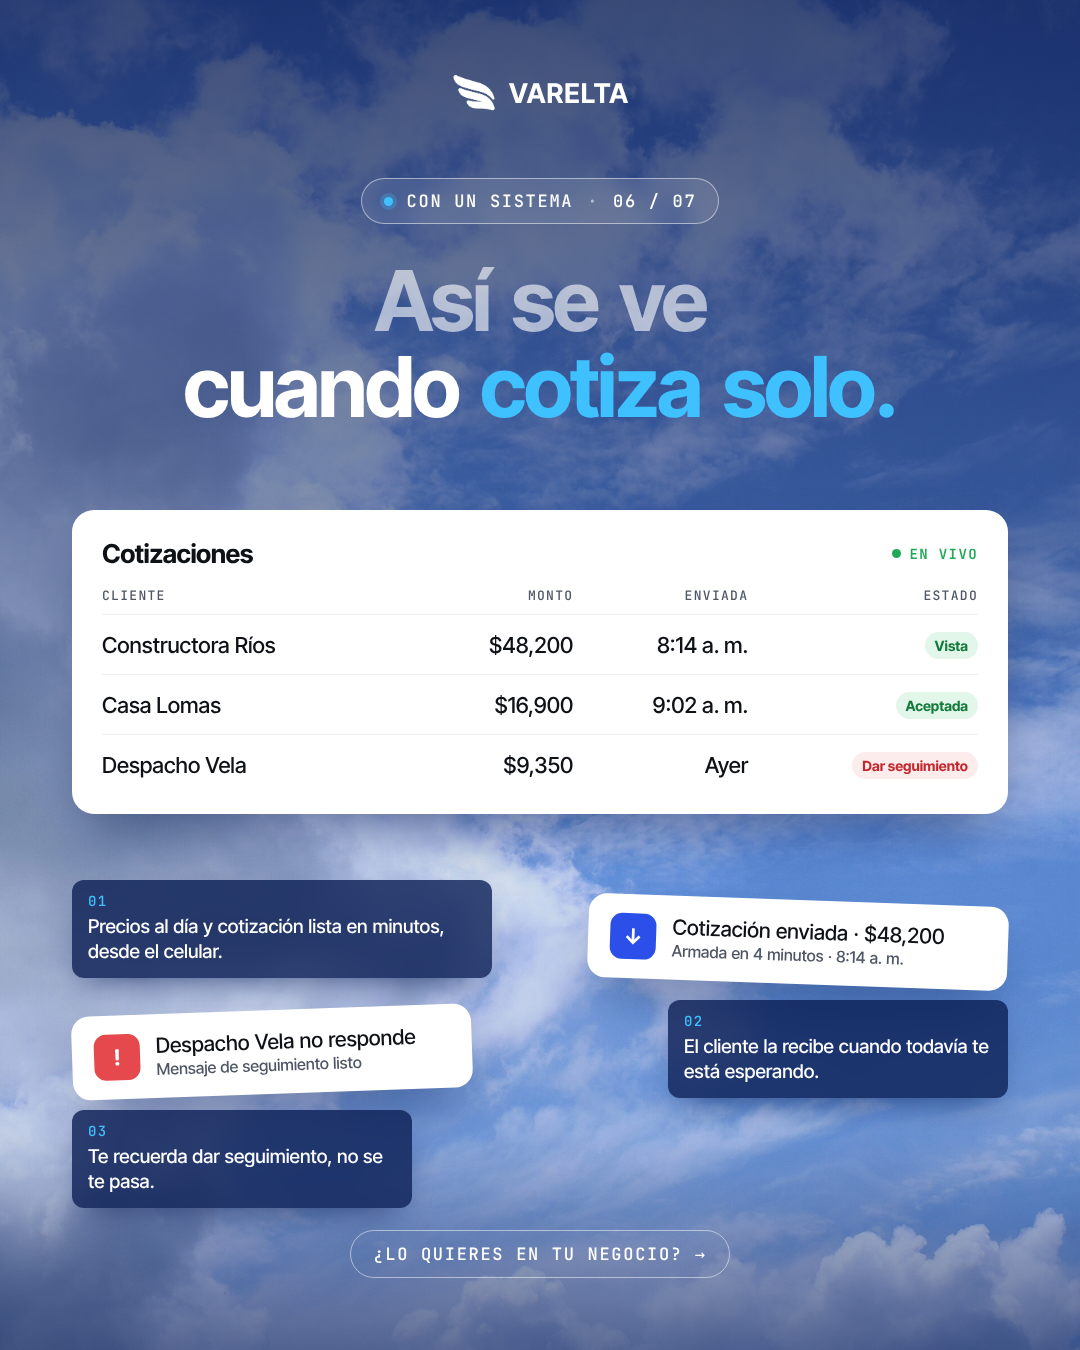 VARELTA
CON UN SISTEMA · 06 / 07
Así se ve
cuando cotiza solo.
Cotizaciones
EN VIVO
CLIENTE MONTO ENVIADA ESTADO
Constructora Ríos $48,200 8:14 a. m. Vista
Casa Lomas $16,900 9:02 a. m. Aceptada
Despacho Vela $9,350 Ayer Dar seguimiento
01
Precios al día y cotización lista en minutos,
desde el celular.
Cotización enviada · $48,200
Armada en 4 minutos · 8:14 a. m.
02
El cliente la recibe cuando todavía te
está esperando.
! Despacho Vela no responde
Mensaje de seguimiento listo
03
Te recuerda dar seguimiento, no se
te pasa.
¿LO QUIERES EN TU NEGOCIO? →